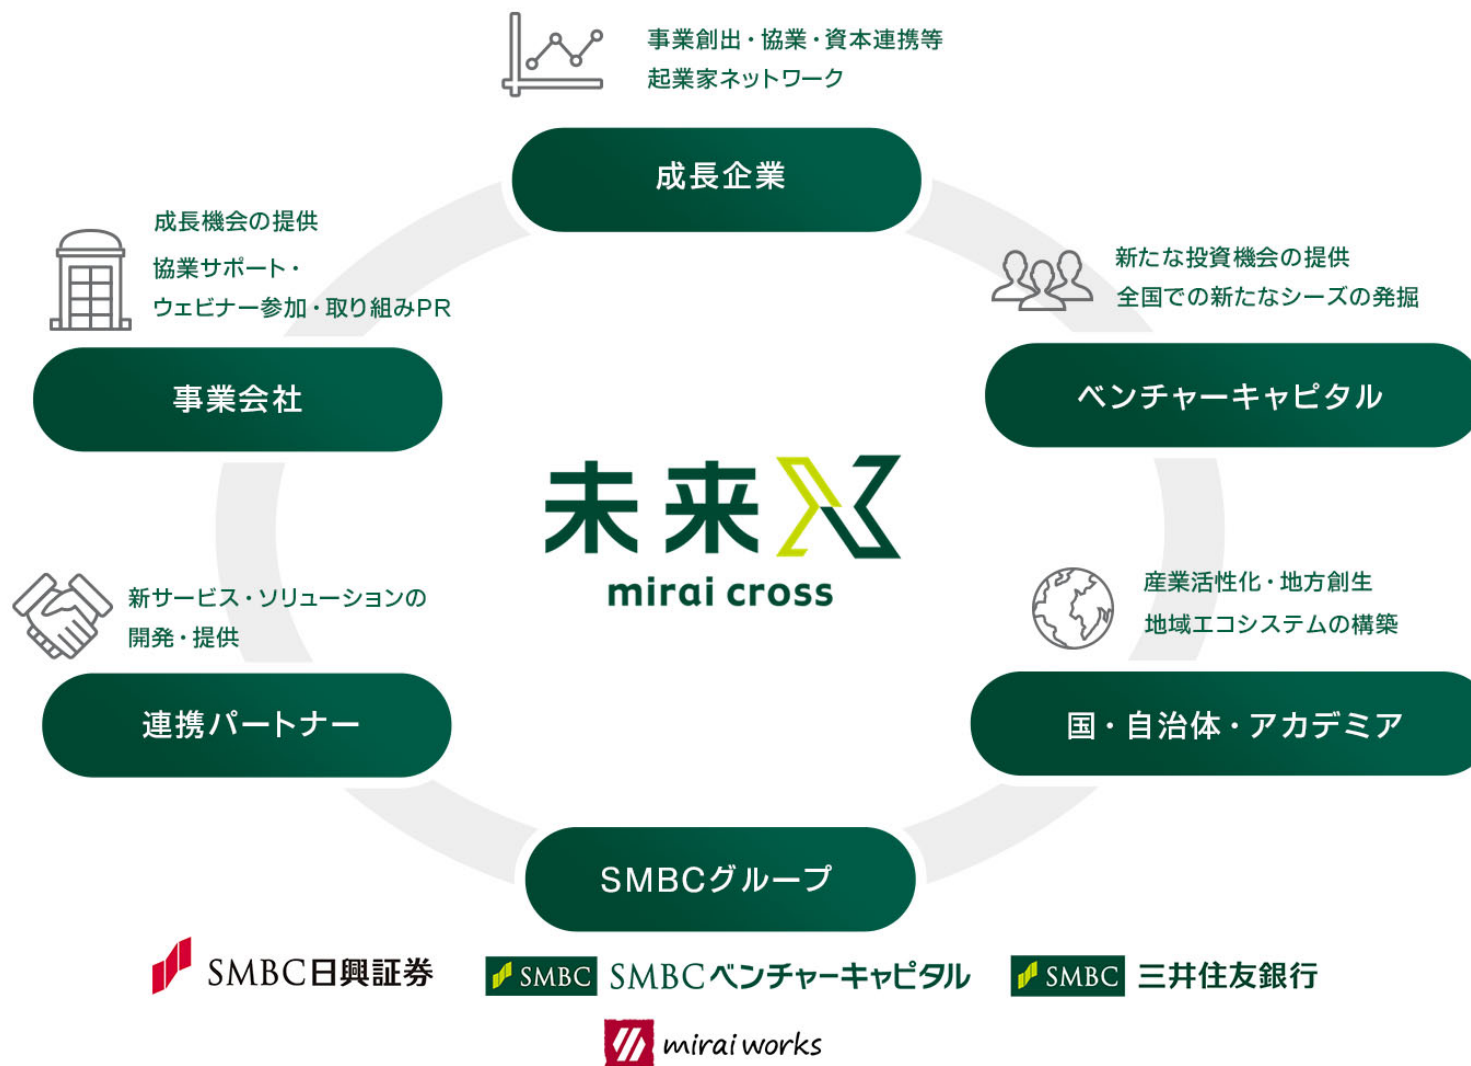 事業創出・協業・資本連携等
起業家ネットワーク
成長企業
成長機会の提供
協業サポート・
ウェビナー参加・取り組みPR
事業会社
新たな投資機会の提供
全国での新たなシーズの発掘
ベンチャーキャピタル
未来X
mirai cross
新サービス・ソリューションの
開発・提供
連携パートナー
産業活性化・地方創生
地域エコシステムの構築
国・自治体・アカデミア
SMBCグループ
SMBC日興証券
SMBC SMBCベンチャーキャピタル
SMBC 三井住友銀行
mirai works